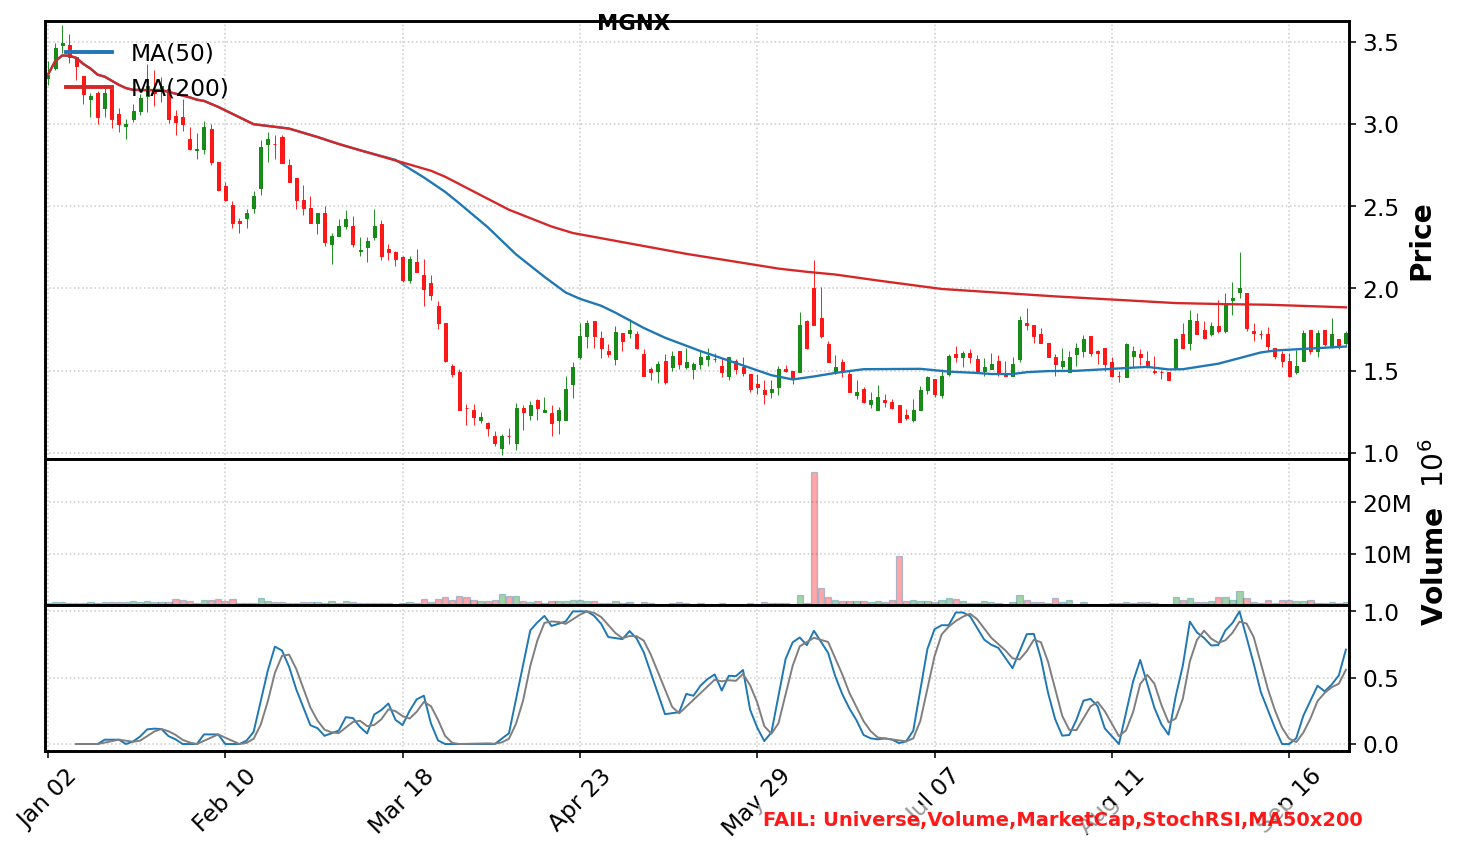 MGNX
MA(50)
MA(200)
3.5
3.0
2.5
2.0
1.5
1.0
Price
20M
10M
Volume 10^6
1.0
0.5
0.0
Jan 02
Feb 10
Mar 18
Apr 23
May 29
Jul 07
Aug 11
Sep 16
FAIL: Universe,Volume,MarketCap,StochRSI,MA50x200